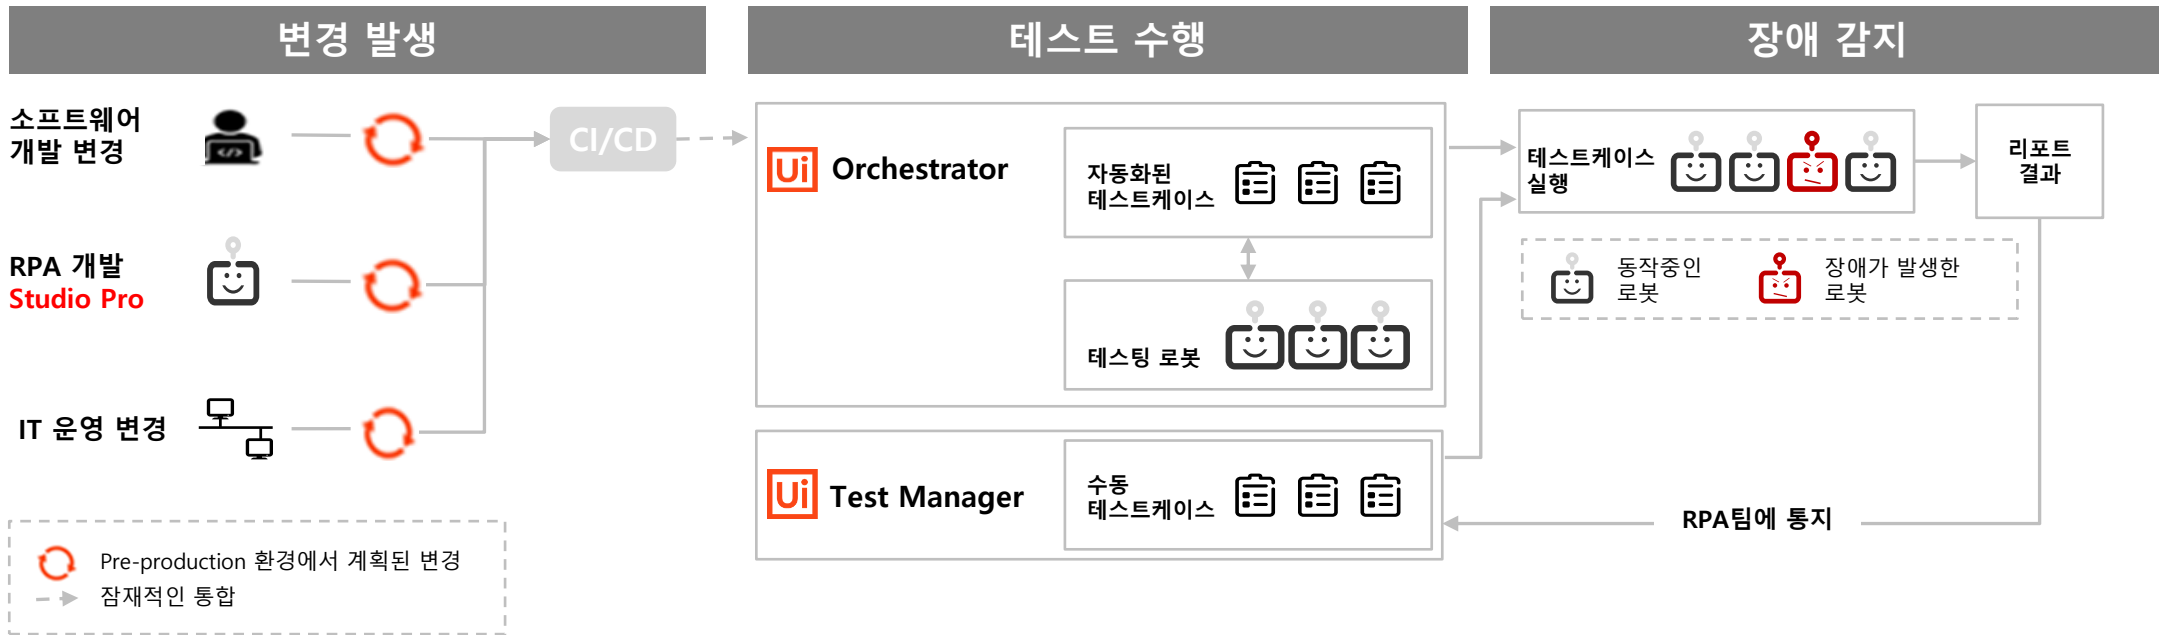 변경 발생
테스트 수행
장애 감지
소프트웨어
개발 변경
CI/CD
RPA 개발
Studio Pro
IT 운영 변경
Pre-production 환경에서 계획된 변경
잠재적인 통합
Ui Orchestrator
자동화된
테스트케이스
테스팅 로봇
Ui Test Manager
수동
테스트케이스
테스트케이스
실행
리포트
결과
동작중인
로봇
장애가 발생한
로봇
RPA팀에 통지